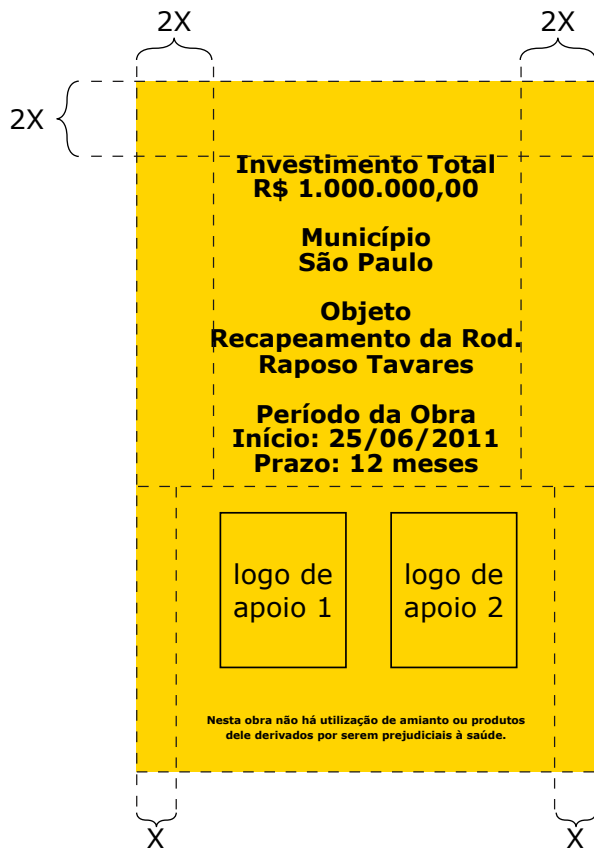 2X
2X
2X
Investimento Total
R$ 1.000.000,00
Município
São Paulo
Objeto
Recapeamento da Rod.
Raposo Tavares
Período da Obra
Início: 25/06/2011
Prazo: 12 meses
logo de
apoio 1
logo de
apoio 2
Nesta obra não há utilização de amianto ou produtos
dele derivados por serem prejudiciais à saúde.
X
X